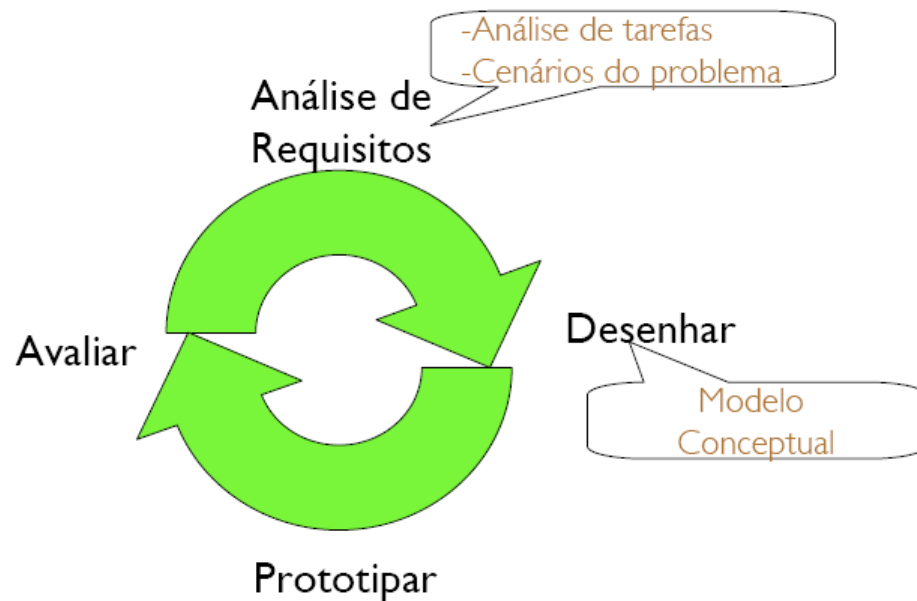 -Análise de tarefas
-Cenários do problema
Análise de
Requisitos
Avaliar
Desenhar
Modelo
Conceptual
Prototipar